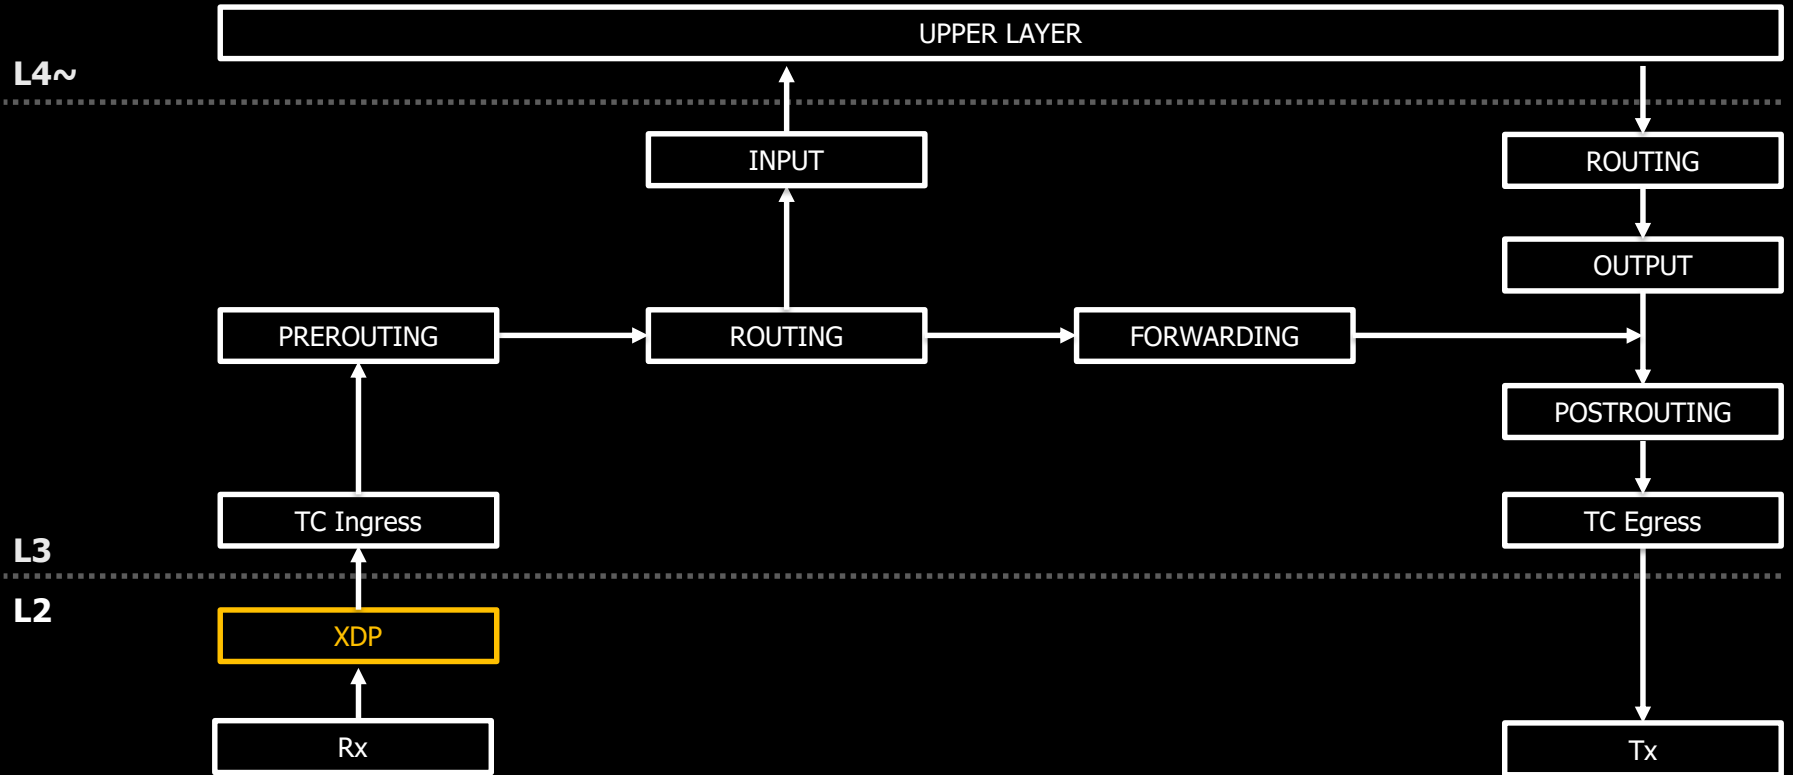 UPPER LAYER
L4~
INPUT
ROUTING
OUTPUT
PREROUTING
ROUTING
FORWARDING
POSTROUTING
TC Ingress
TC Egress
L3
L2
XDP
Rx
Tx